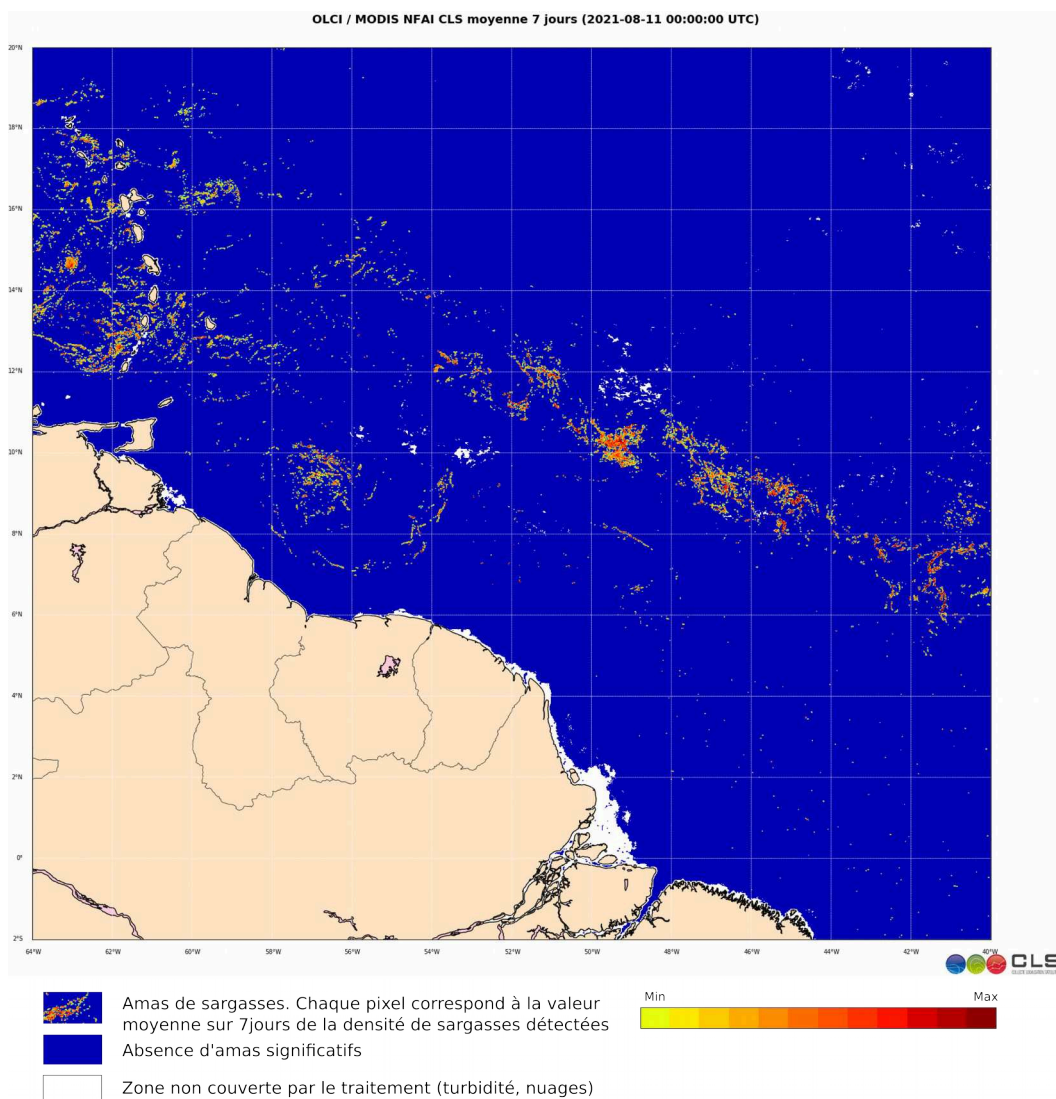 OLCI / MODIS NFAI CLS moyenne 7 jours (2021-08-11 00:00:00 UTC)
20°N
18°N
16°N
14°N
12°N
10°N
8°N
6°N
4°N
2°N
0°
2°S
64°W 62°W 60°W 58°W 56°W 54°W 52°W 50°W 48°W 46°W 44°W 42°W 40°W
CLS
Min Max
Amas de sargasses. Chaque pixel correspond à la valeur
moyenne sur 7jours de la densité de sargasses détectées
Absence d'amas significatifs
Zone non couverte par le traitement (turbidité, nuages)